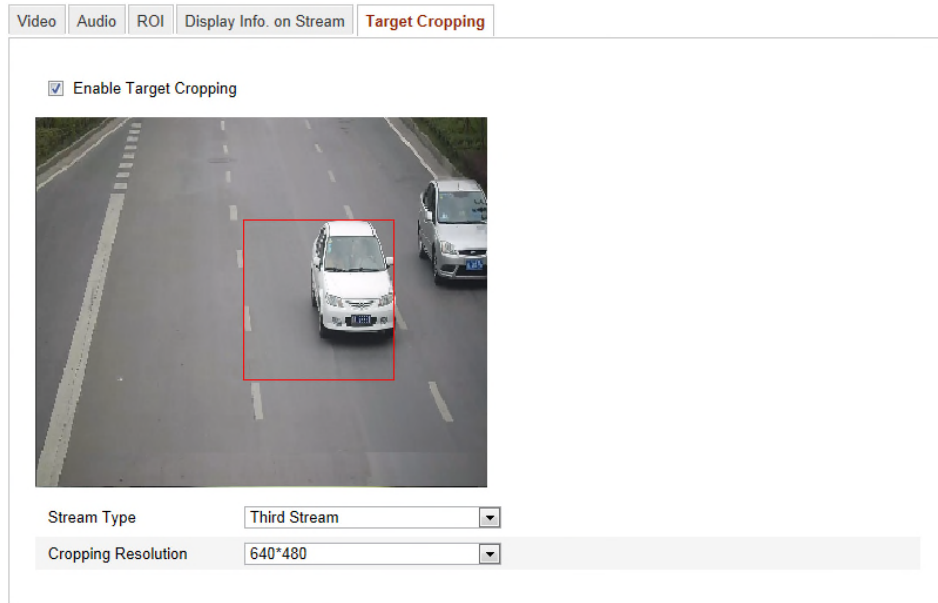 Video Audio ROI Display Info. on Stream Target Cropping
Enable Target Cropping
Stream Type Third Stream
Cropping Resolution 640*480